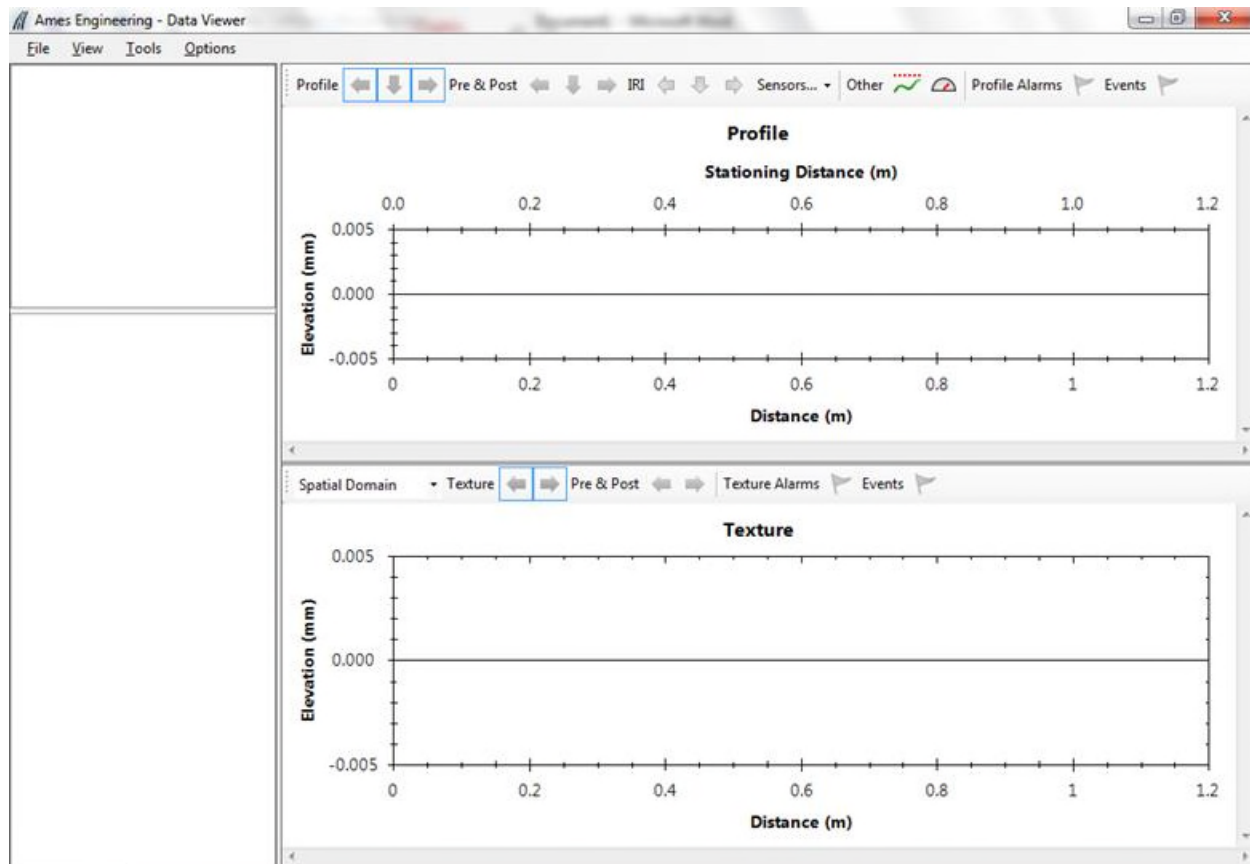 Ames Engineering - Data Viewer
File View Tools Options
Profile Pre & Post IRI Sensors... Other Profile Alarms Events
Profile
Stationing Distance (m)
0.0 0.2 0.4 0.6 0.8 1.0 1.2
Elevation (mm)
0.005
0.000
-0.005
0 0.2 0.4 0.6 0.8 1 1.2
Distance (m)
Spatial Domain Texture Pre & Post Texture Alarms Events
Texture
Elevation (mm)
0.005
0.000
-0.005
0 0.2 0.4 0.6 0.8 1 1.2
Distance (m)